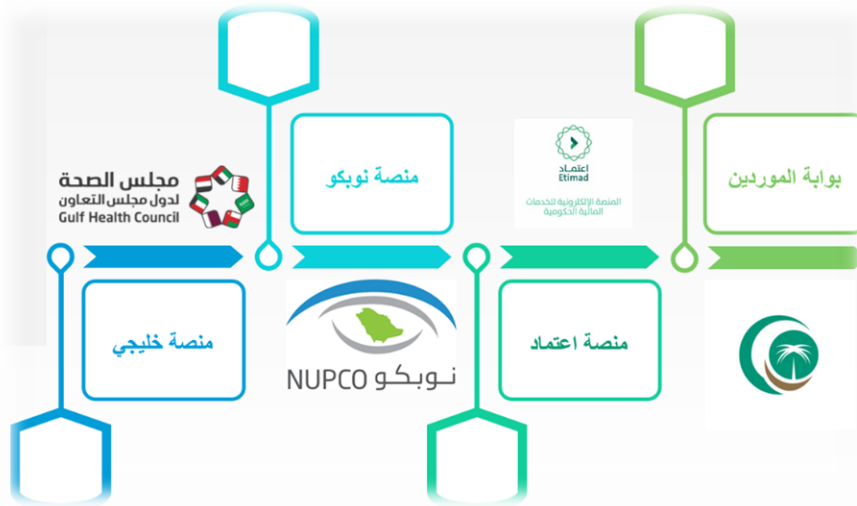 بوابة الموردين
اعتماد
Etimad
المنصة الإلكترونية للخدمات
المالية الحكومية
منصة نوبكو
مجلس الصحة
لدول مجلس التعاون
Gulf Health Council
منصة اعتماد
نوبكو NUPCO
منصة خليجي